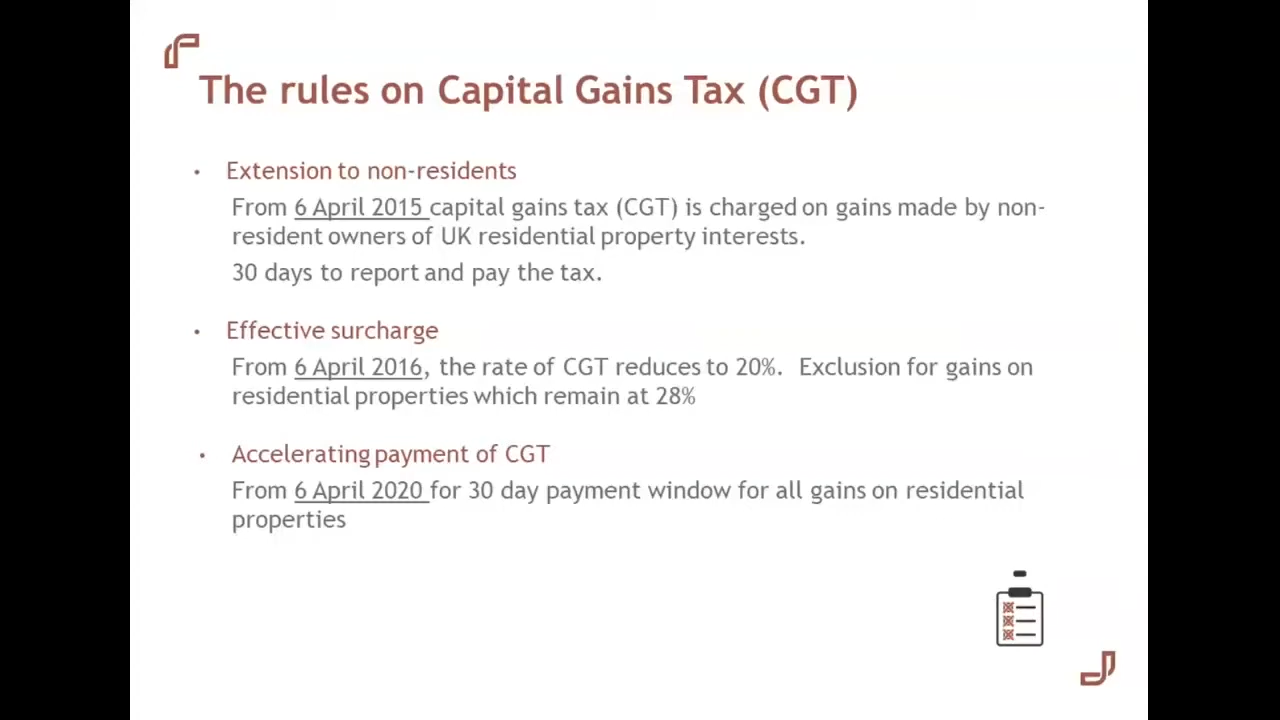 The rules on Capital Gains Tax (CGT)
• Extension to non-residents
From 6 April 2015 capital gains tax (CGT) is charged on gains made by non-
resident owners of UK residential property interests.
30 days to report and pay the tax.
• Effective surcharge
From 6 April 2016, the rate of CGT reduces to 20%. Exclusion for gains on
residential properties which remain at 28%
• Accelerating payment of CGT
From 6 April 2020 for 30 day payment window for all gains on residential
properties